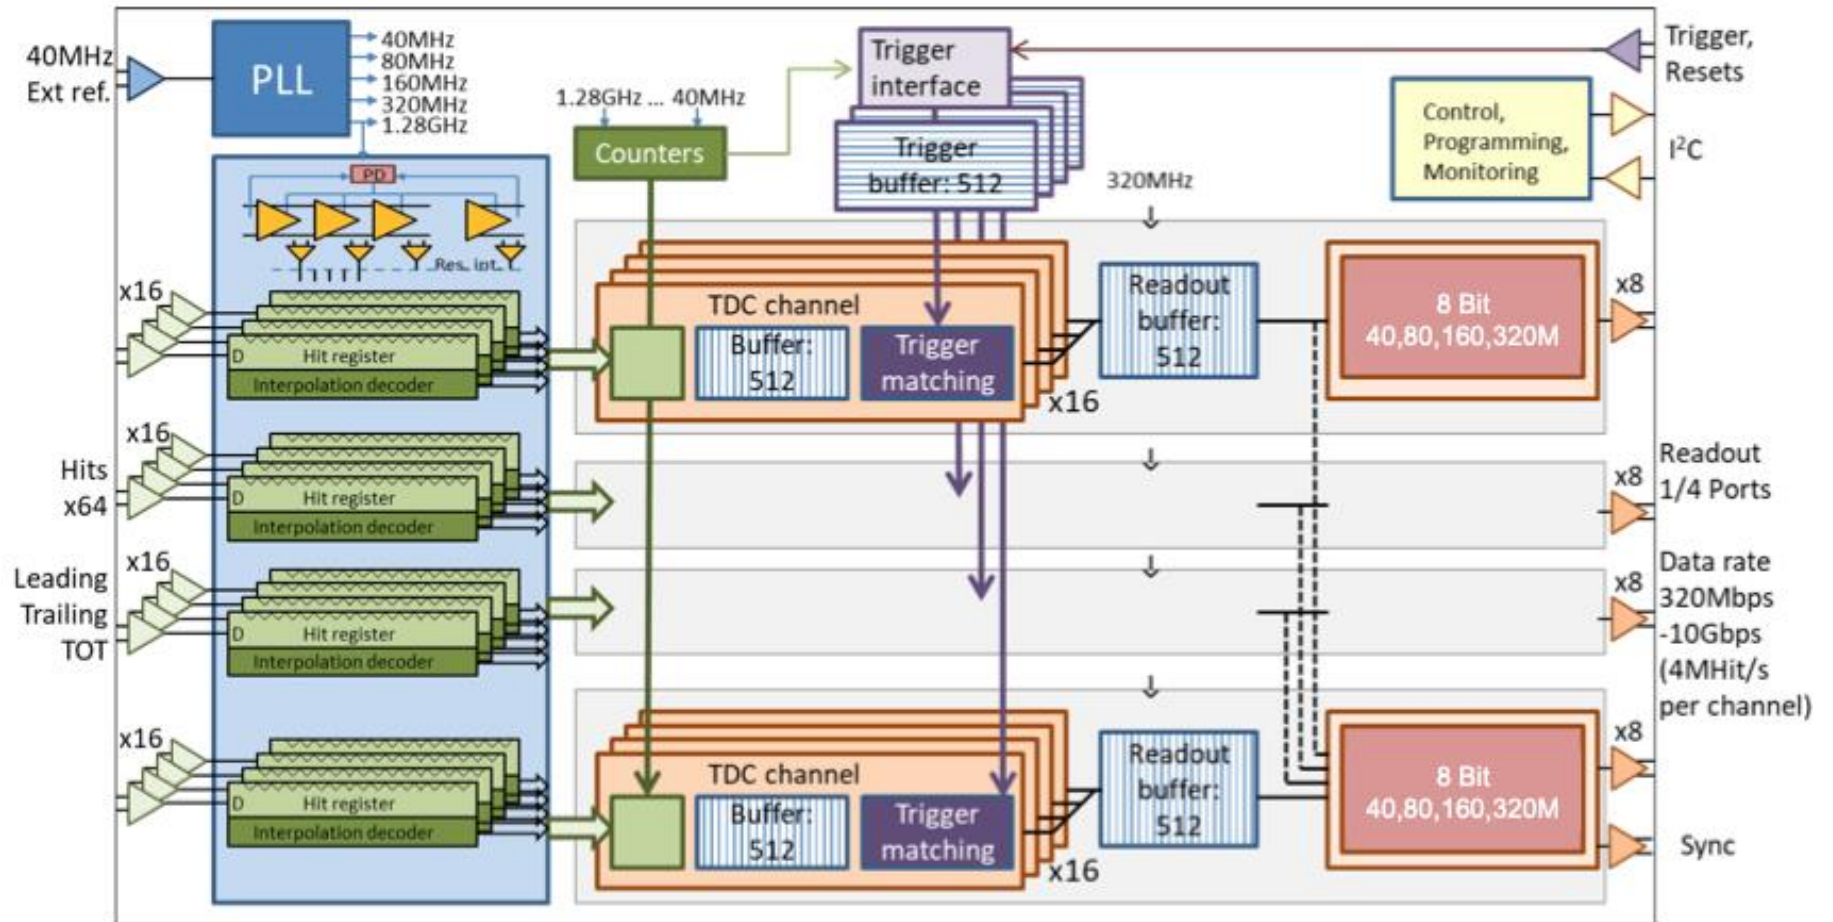 40MHz
Ext ref.
PLL
40MHz
80MHz
160MHz
320MHz
1.28GHz
1.28GHz ... 40MHz
Counters
Trigger
interface
Trigger
buffer: 512
320MHz
Trigger,
Resets
Control,
Programming,
Monitoring
I²C
PD
Res. ipt.
x16
D
Hit register
Interpolation decoder
TDC channel
Buffer:
512
Trigger
matching
x16
Readout
buffer:
512
8 Bit
40,80,160,320M
x8
x16
Hits
x64
D
Hit register
Interpolation decoder
x8
Readout
1/4 Ports
x16
Leading
Trailing
TOT
D
Hit register
Interpolation decoder
x8
Data rate
320Mbps
-10Gbps
(4MHit/s
per channel)
x16
D
Hit register
Interpolation decoder
TDC channel
Buffer:
512
Trigger
matching
x16
Readout
buffer:
512
8 Bit
40,80,160,320M
x8
Sync